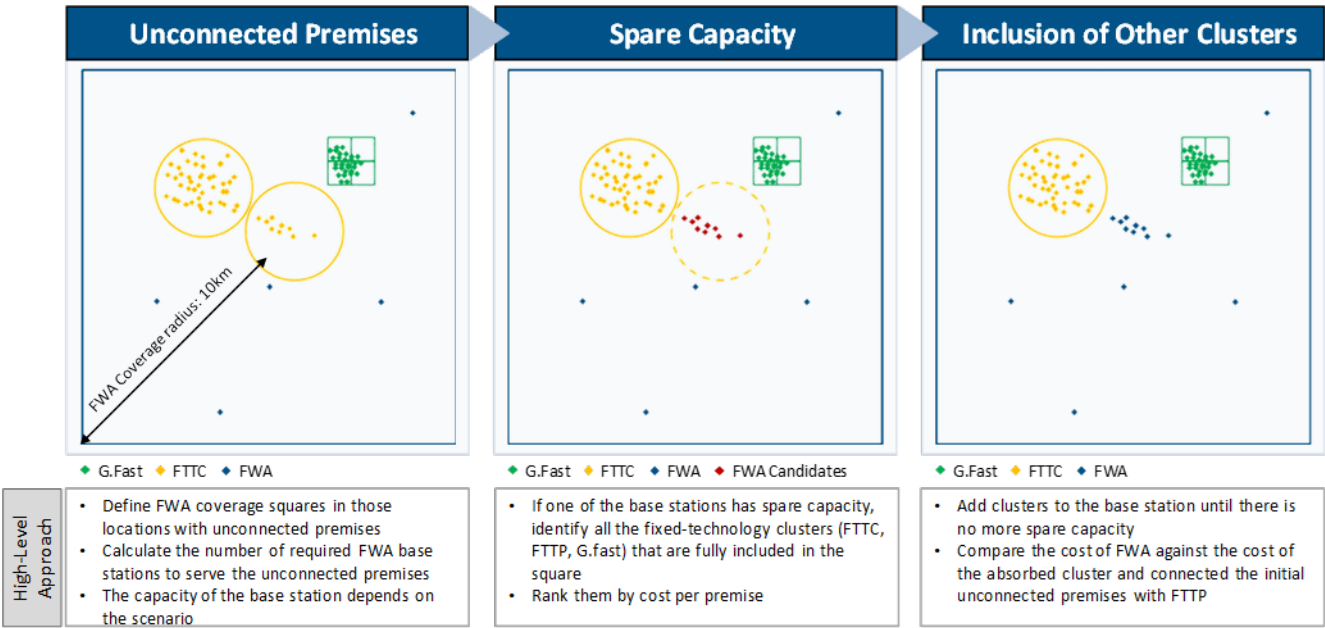 Unconnected Premises
Spare Capacity
Inclusion of Other Clusters
FWA Coverage radius: 10km
G.Fast FTTC FWA
G.Fast FTTC FWA FWA Candidates
G.Fast FTTC FWA
High-Level
Approach
• Define FWA coverage squares in those
locations with unconnected premises
• Calculate the number of required FWA base
stations to serve the unconnected premises
• The capacity of the base station depends on
the scenario
• If one of the base stations has spare capacity,
identify all the fixed-technology clusters (FTTC,
FTTP, G.fast) that are fully included in the
square
• Rank them by cost per premise
• Add clusters to the base station until there is
no more spare capacity
• Compare the cost of FWA against the cost of
the absorbed cluster and connected the initial
unconnected premises with FTTP